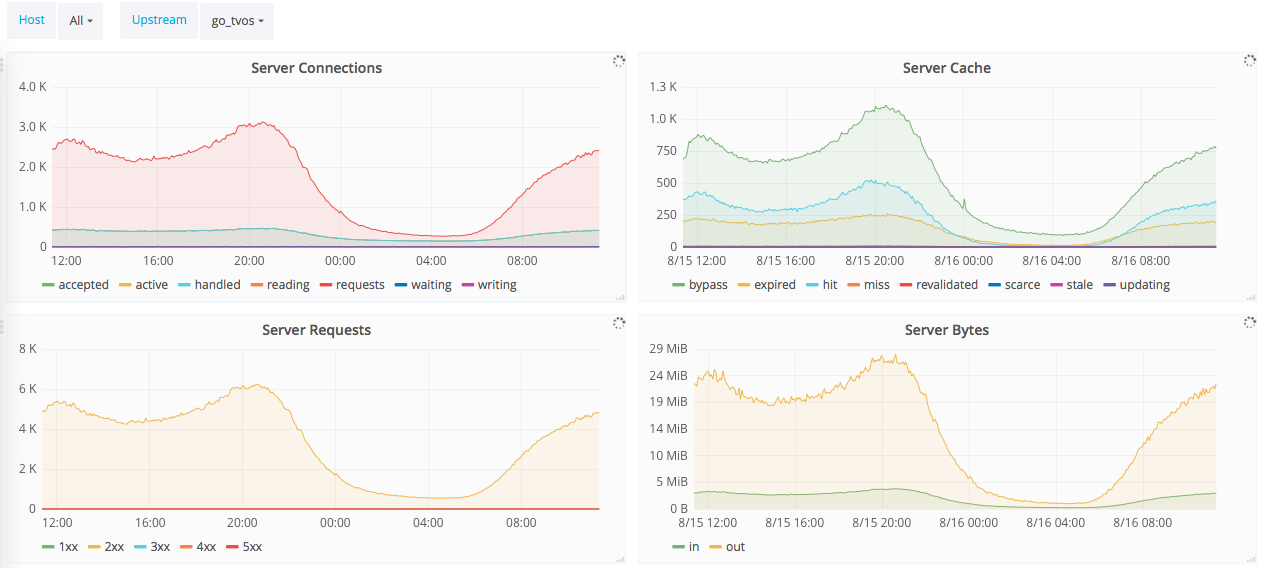 Host All Upstream go_tvos
Server Connections
4.0 K
3.0 K
2.0 K
1.0 K
0
12:00 16:00 20:00 00:00 04:00 08:00
accepted active handled reading requests waiting writing
Server Cache
1.3 K
1.0 K
750
500
250
0
8/15 12:00 8/15 16:00 8/15 20:00 8/16 00:00 8/16 04:00 8/16 08:00
bypass expired hit miss revalidated scarce stale updating
Server Requests
8 K
6 K
4 K
2 K
0
12:00 16:00 20:00 00:00 04:00 08:00
1xx 2xx 3xx 4xx 5xx
Server Bytes
29 MiB
24 MiB
19 MiB
14 MiB
10 MiB
5 MiB
0 B
8/15 12:00 8/15 16:00 8/15 20:00 8/16 00:00 8/16 04:00 8/16 08:00
in out